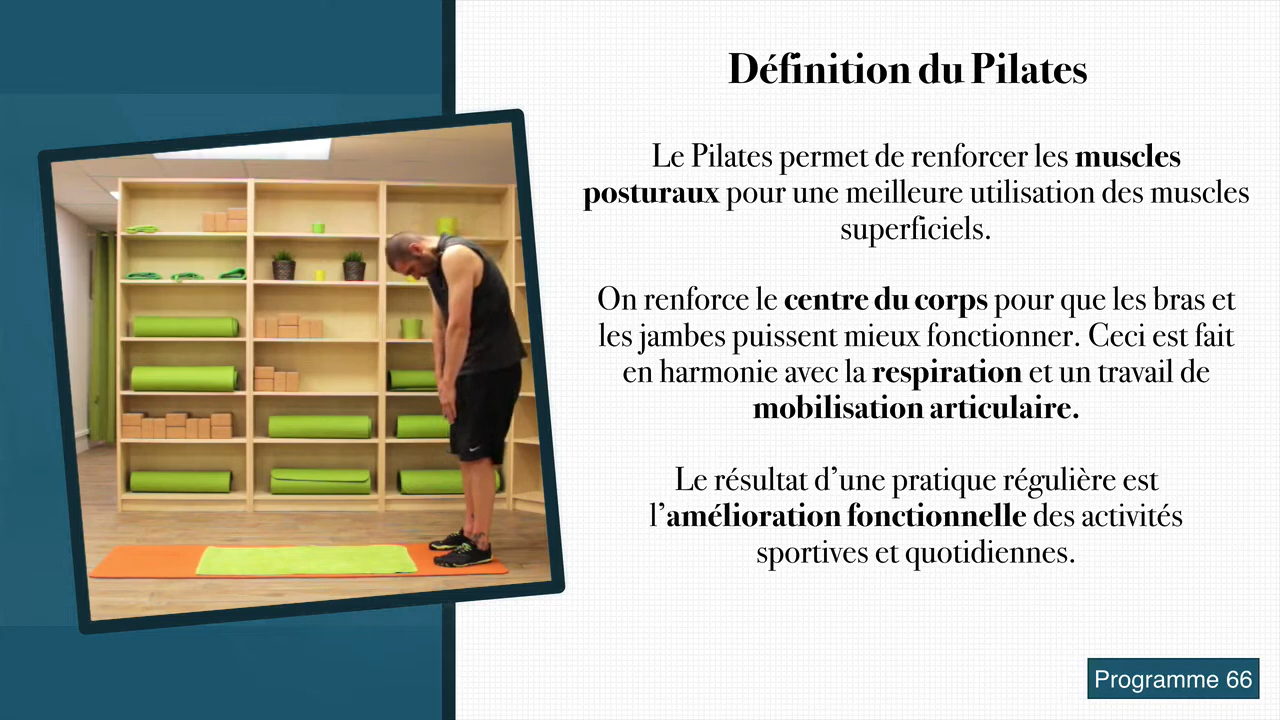 Définition du Pilates
Le Pilates permet de renforcer les muscles
posturaux pour une meilleure utilisation des muscles
superficiels.
On renforce le centre du corps pour que les bras et
les jambes puissent mieux fonctionner. Ceci est fait
en harmonie avec la respiration et un travail de
mobilisation articulaire.
Le résultat d’une pratique régulière est
l’amélioration fonctionnelle des activités
sportives et quotidiennes.
Programme 66